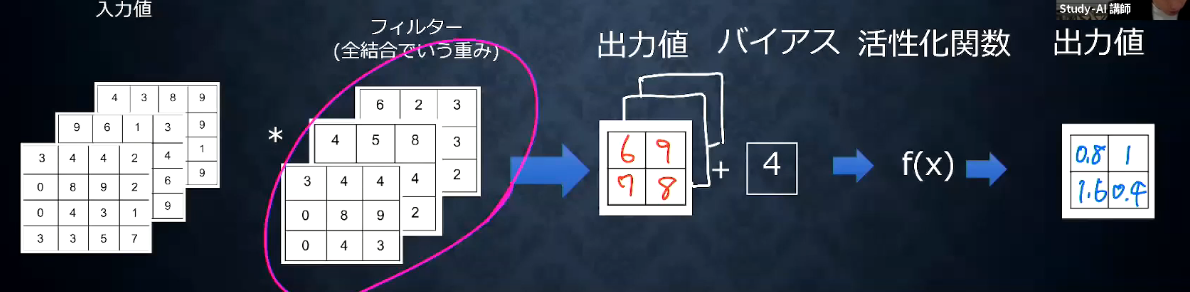 Study-AI 講師
入力値
フィルター
(全結合でいう重み)
出力値 バイアス 活性化関数 出力値
4 3 8 9
9 6 1 3 9
3 4 4 2 4 1
0 8 9 2 6 9
0 4 3 1 9
3 3 5 7
*
6 2 3
4 5 8 3
3 4 4 4 2
0 8 9 2
0 4 3
6 9
7 8
+ 4
f(x)
0.8 1
1.6 0.4